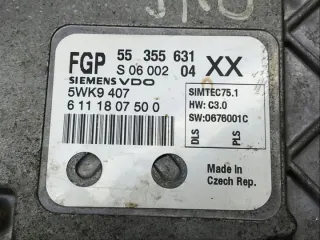 FGP 55 355 631 XX
S 06 002 04
SIEMENS VDO
5WK9 407
6 11 18 07 50 0
SIMTEC75.1
HW: C3.0
SW:0676001C
DLS PLS
Made in
Czech Rep.